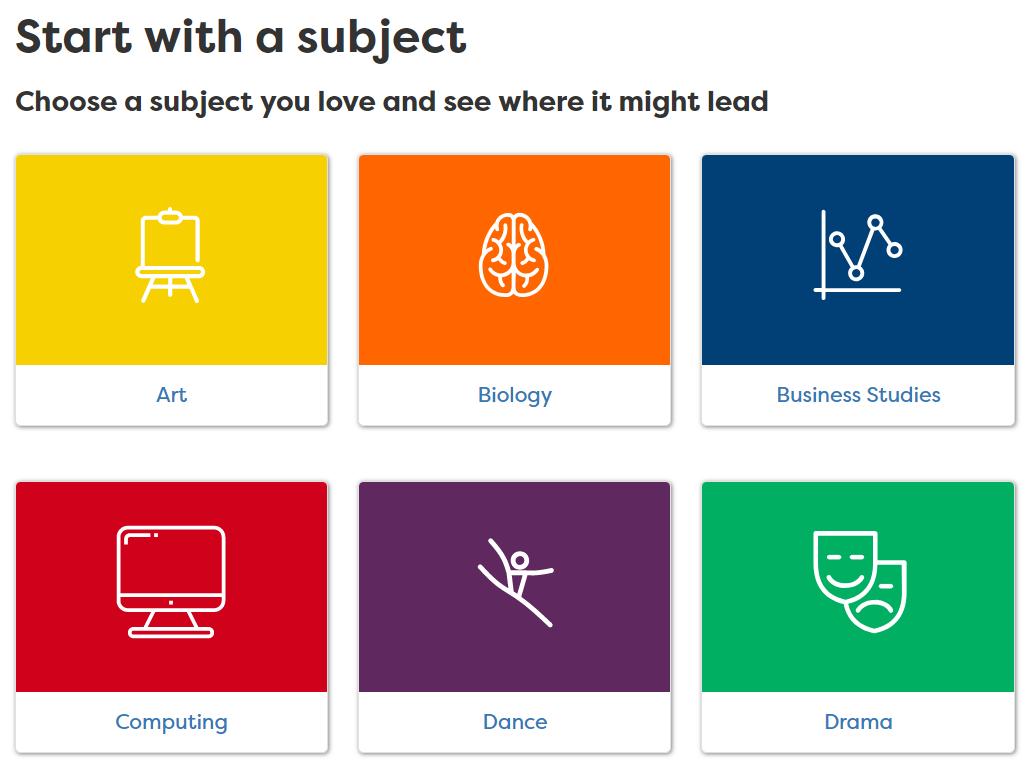 Start with a subject
Choose a subject you love and see where it might lead
Art
Biology
Business Studies
Computing
Dance
Drama